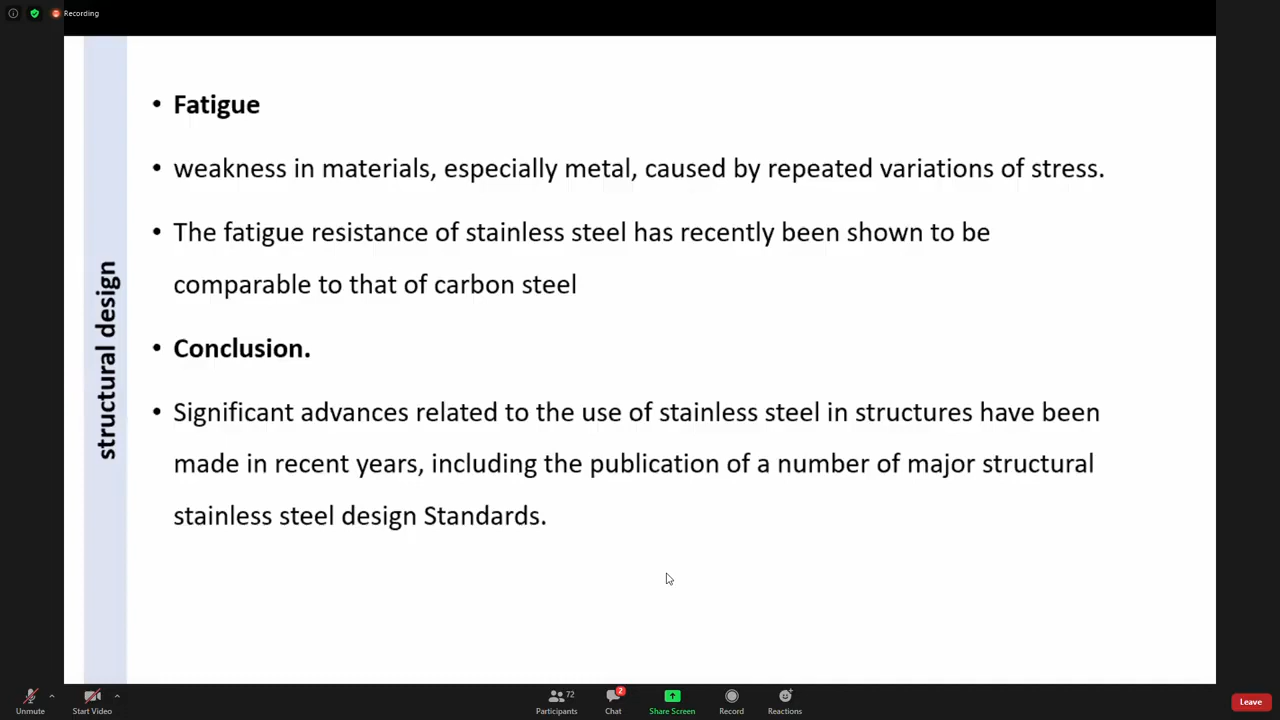 Recording
structural design
• Fatigue
• weakness in materials, especially metal, caused by repeated variations of stress.
• The fatigue resistance of stainless steel has recently been shown to be
comparable to that of carbon steel
• Conclusion.
• Significant advances related to the use of stainless steel in structures have been
made in recent years, including the publication of a number of major structural
stainless steel design Standards.
72
2
Unmute
Start Video
Participants
Chat
Share Screen
Record
Reactions
Leave